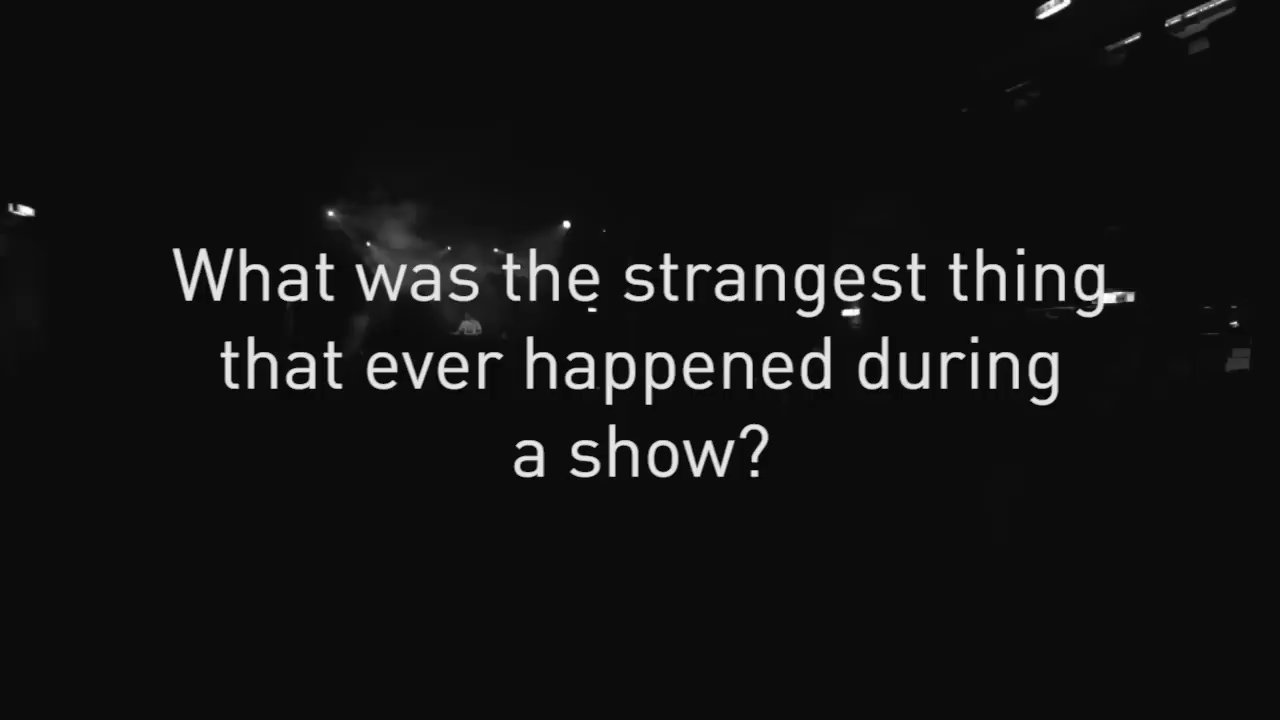 What was the strangest thing
that ever happened during
a show?